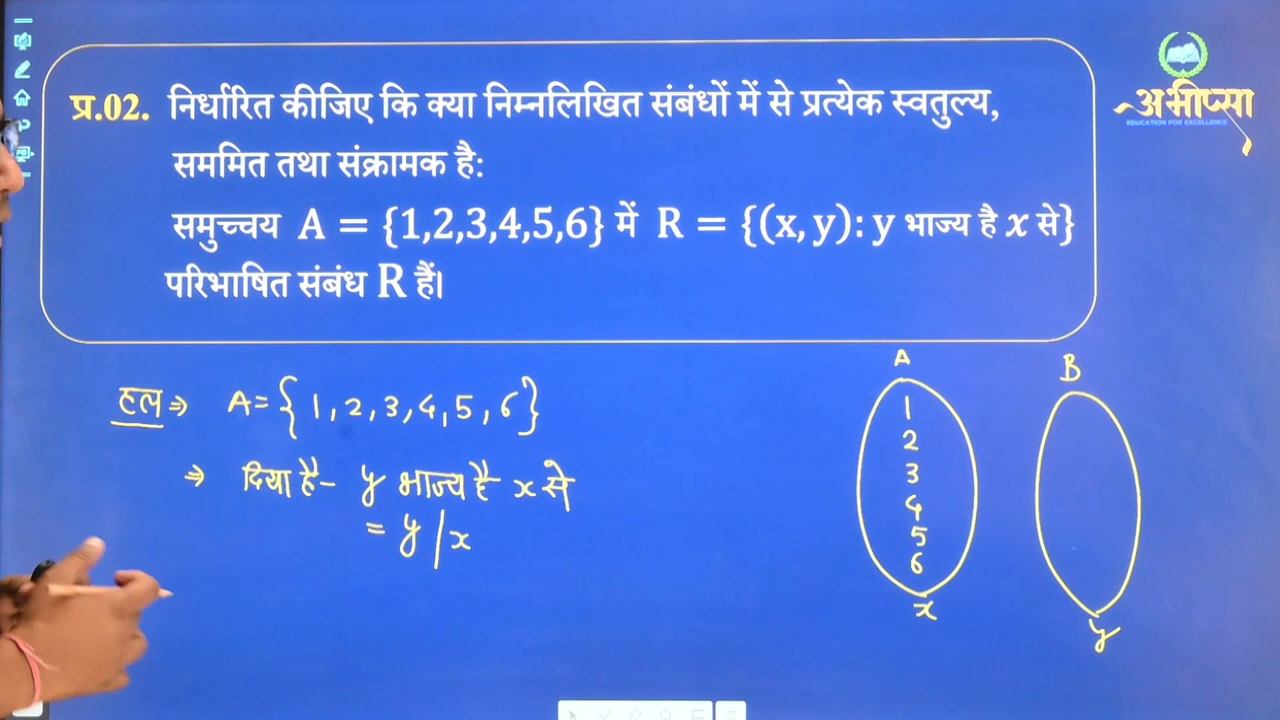 प्र.02. निर्धारित कीजिए कि क्या निम्नलिखित संबंधों में से प्रत्येक स्वतुल्य,
सममित तथा संक्रामक है:
समुच्चय A = {1,2,3,4,5,6} में R = {(x, y): y भाज्य है x से}
परिभाषित संबंध R हैं।
अभीप्सा
EDUCATION FOR EXCELLENCE
हल ⇒ A = { 1, 2, 3, 4, 5, 6 }
⇒ दिया है- y भाज्य है x से
= y | x
A
1
2
3
4
5
6
x
B
y